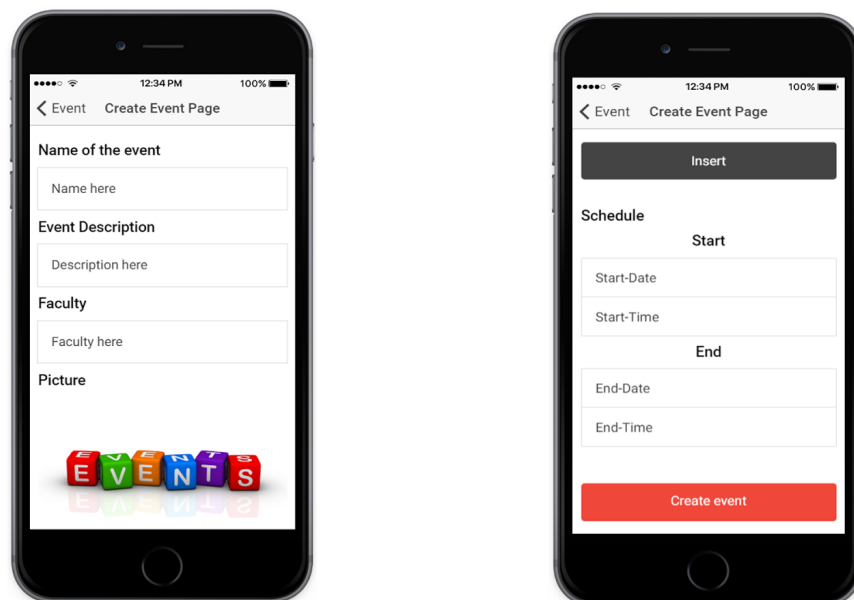 12:34 PM 100%
Event Create Event Page
Name of the event
Name here
Event Description
Description here
Faculty
Faculty here
Picture
EVENTS
EVENTS
12:34 PM 100%
Event Create Event Page
Insert
Schedule
Start
Start-Date
Start-Time
End
End-Date
End-Time
Create event